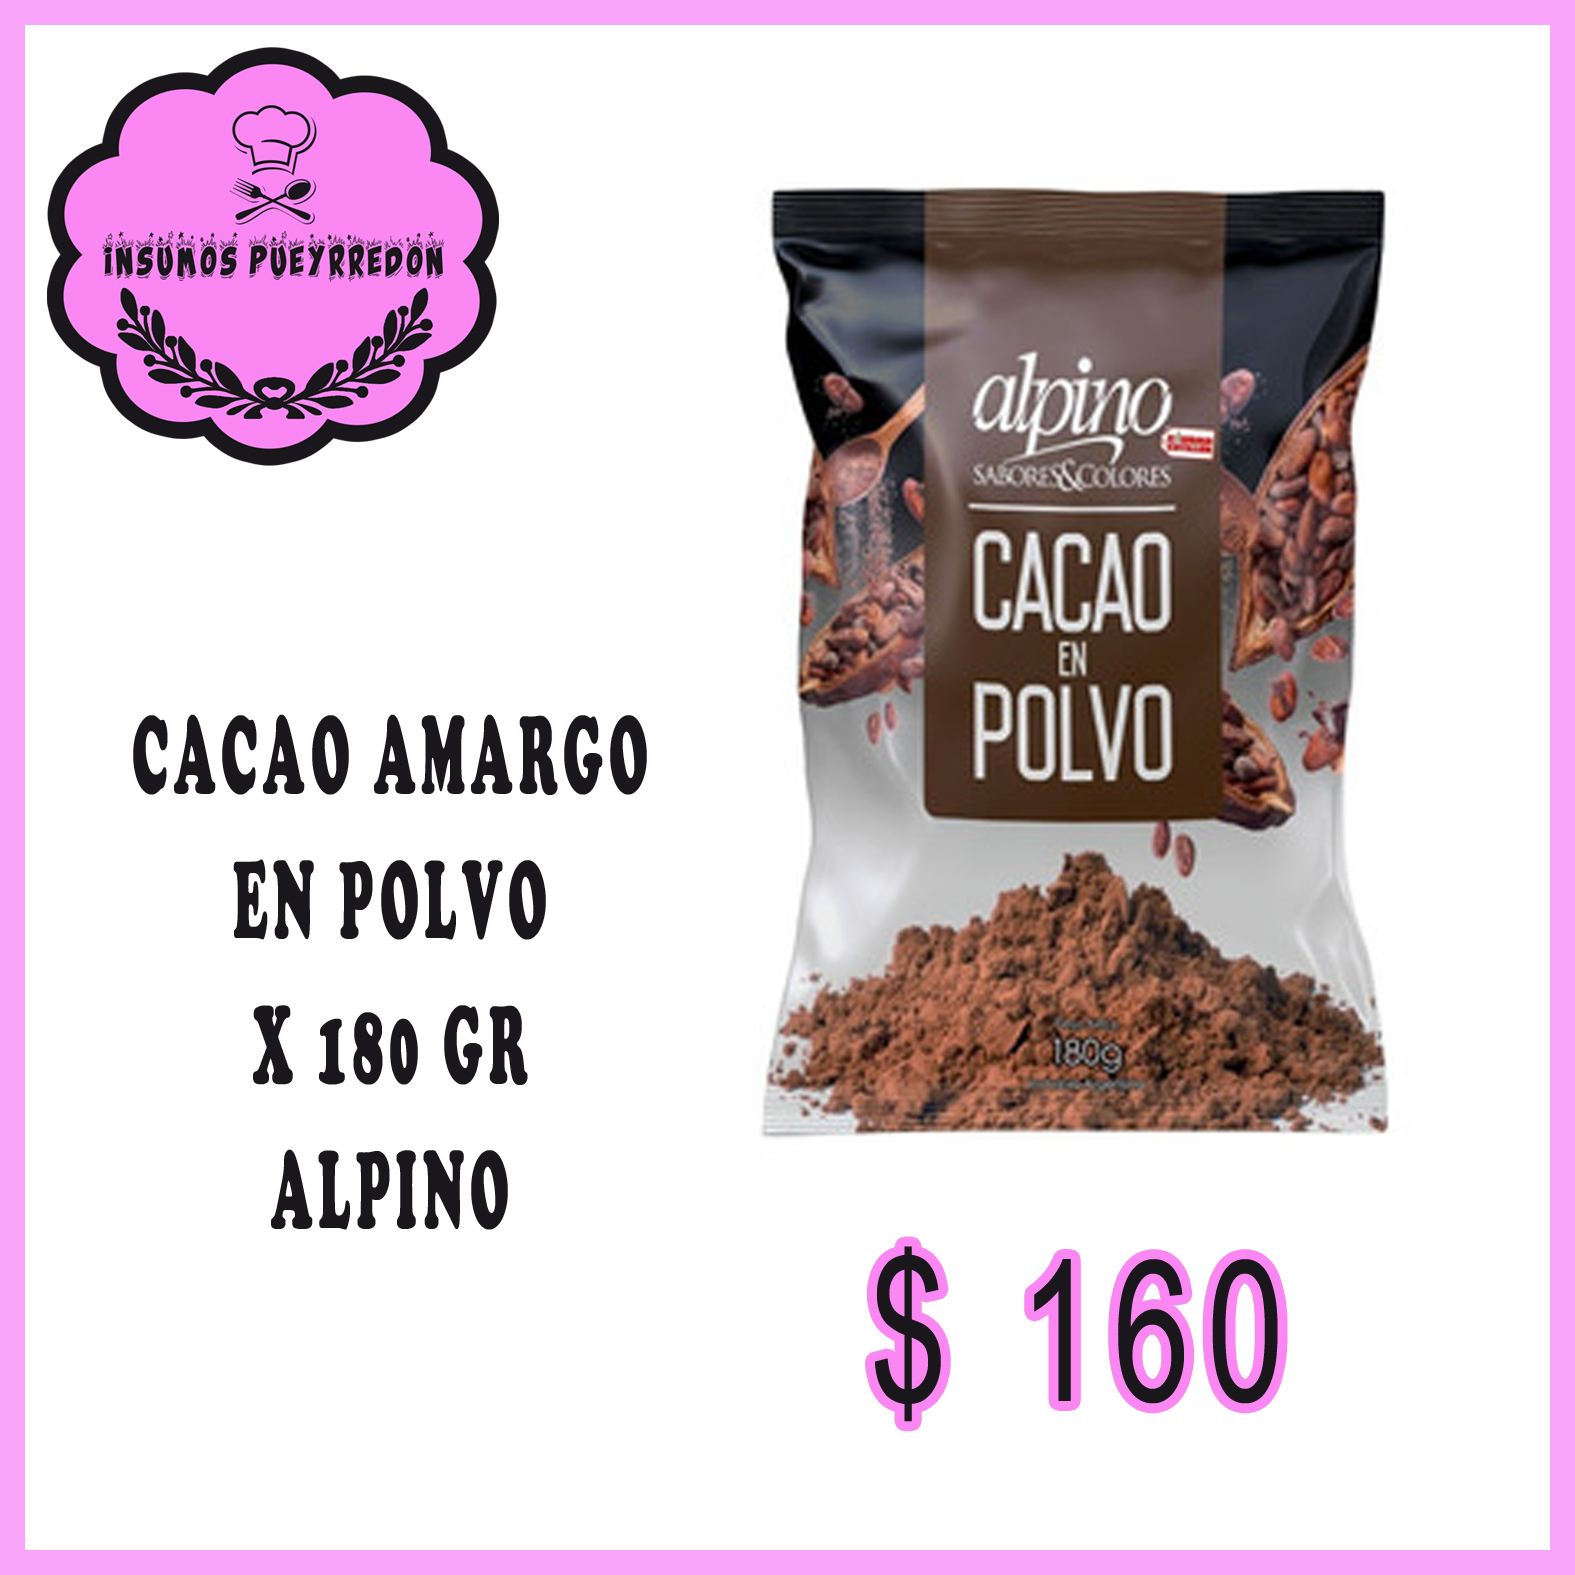 INSUMOS PUEYRREDON
CACAO AMARGO
EN POLVO
X 180 GR
ALPINO
alpino
SABORES&COLORES
CACAO
EN
POLVO
180g
$ 160